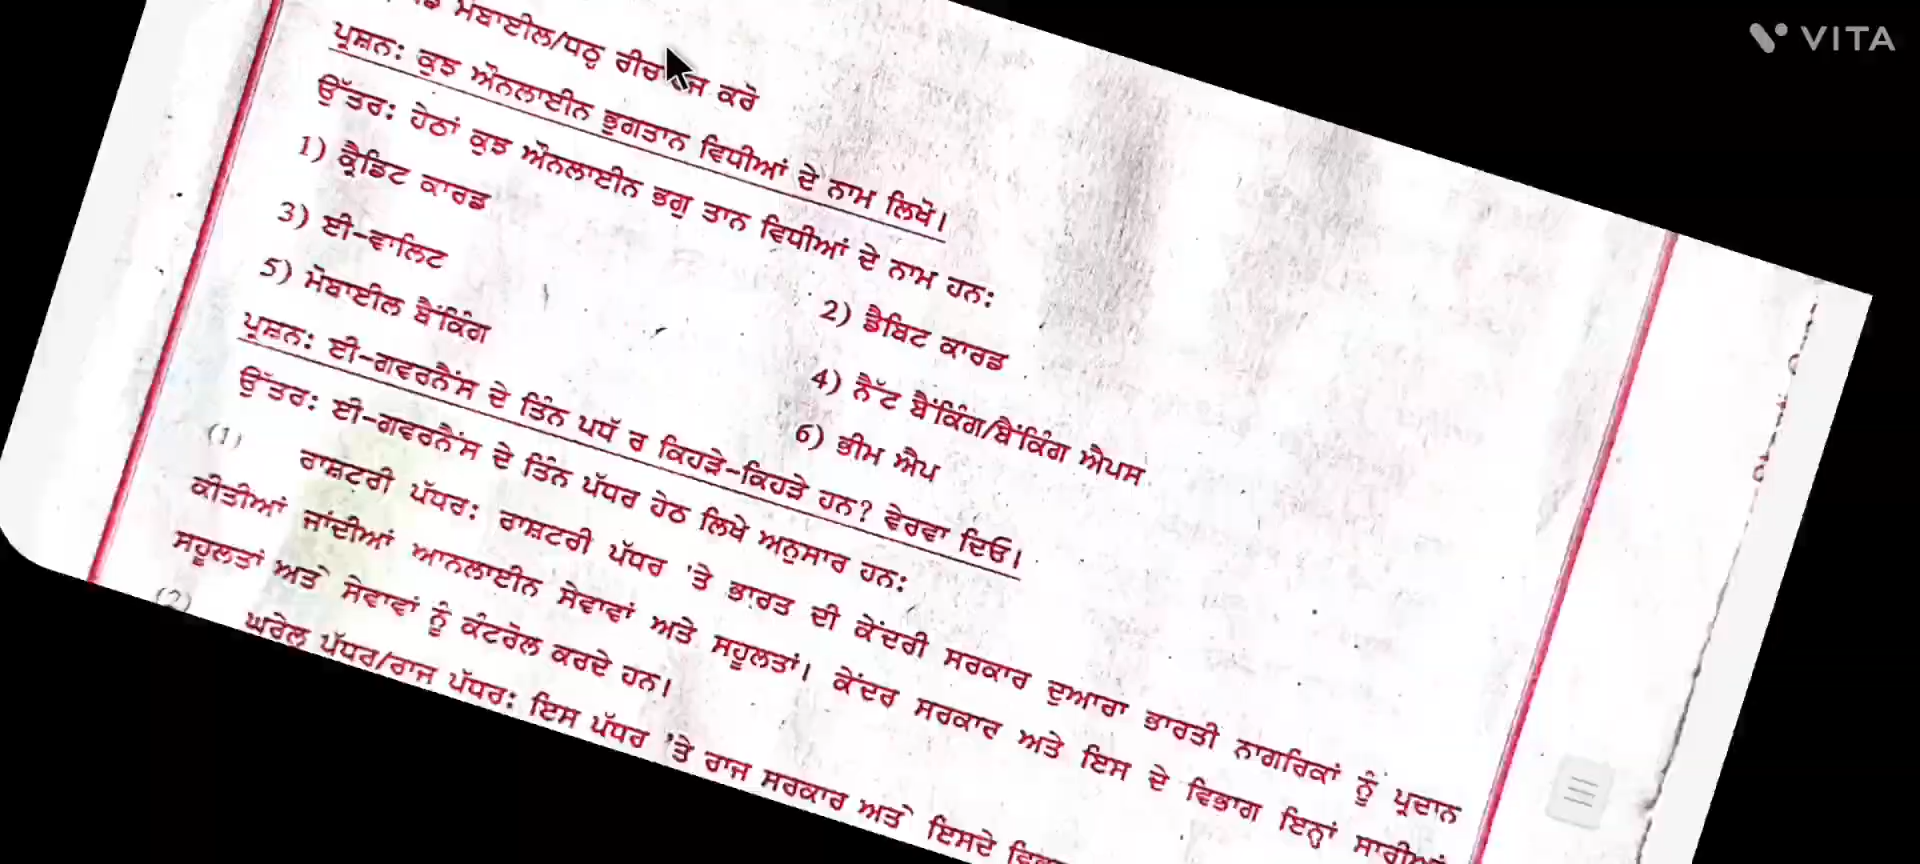 VITA
ਮੋਬਾਈਲ/ਧਨੁ ਰੀਚਾਰਜ ਕਰੋ
ਪ੍ਰਸ਼ਨ: ਕੁਝ ਔਨਲਾਈਨ ਭੁਗਤਾਨ ਵਿਧੀਆਂ ਦੇ ਨਾਮ ਲਿਖੋ।
ਉੱਤਰ: ਹੇਠਾਂ ਕੁਝ ਔਨਲਾਈਨ ਭਗੁ ਤਾਨ ਵਿਧੀਆਂ ਦੇ ਨਾਮ ਹਨ:
1) ਕ੍ਰੈਡਿਟ ਕਾਰਡ 2) ਡੈਬਿਟ ਕਾਰਡ
3) ਈ-ਵਾਲਿਟ 4) ਨੈੱਟ ਬੈਂਕਿੰਗ/ਬੈਂਕਿੰਗ ਐਪਸ
5) ਮੋਬਾਈਲ ਬੈਂਕਿੰਗ 6) ਭੀਮ ਐਪ
ਪ੍ਰਸ਼ਨ: ਈ-ਗਵਰਨੈਂਸ ਦੇ ਤਿੰਨ ਪਧੱ ਰ ਕਿਹੜੇ-ਕਿਹੜੇ ਹਨ? ਵੇਰਵਾ ਦਿਓ।
ਉੱਤਰ: ਈ-ਗਵਰਨੈਂਸ ਦੇ ਤਿੰਨ ਪੱਧਰ ਹੇਠ ਲਿਖੇ ਅਨੁਸਾਰ ਹਨ:
(1) ਰਾਸ਼ਟਰੀ ਪੱਧਰ: ਰਾਸ਼ਟਰੀ ਪੱਧਰ 'ਤੇ ਭਾਰਤ ਦੀ ਕੇਂਦਰੀ ਸਰਕਾਰ ਦੁਆਰਾ ਭਾਰਤੀ ਨਾਗਰਿਕਾਂ ਨੂੰ ਪ੍ਰਦਾਨ
ਕੀਤੀਆਂ ਜਾਂਦੀਆਂ ਆਨਲਾਈਨ ਸੇਵਾਵਾਂ ਅਤੇ ਸਹੂਲਤਾਂ। ਕੇਂਦਰ ਸਰਕਾਰ ਅਤੇ ਇਸ ਦੇ ਵਿਭਾਗ ਇਨ੍ਹਾਂ ਸਾਰੀਆਂ
ਸਹੂਲਤਾਂ ਅਤੇ ਸੇਵਾਵਾਂ ਨੂੰ ਕੰਟਰੋਲ ਕਰਦੇ ਹਨ।
(2) ਘਰੇਲੂ ਪੱਧਰ/ਰਾਜ ਪੱਧਰ: ਇਸ ਪੱਧਰ 'ਤੇ ਰਾਜ ਸਰਕਾਰ ਅਤੇ ਇਸਦੇ